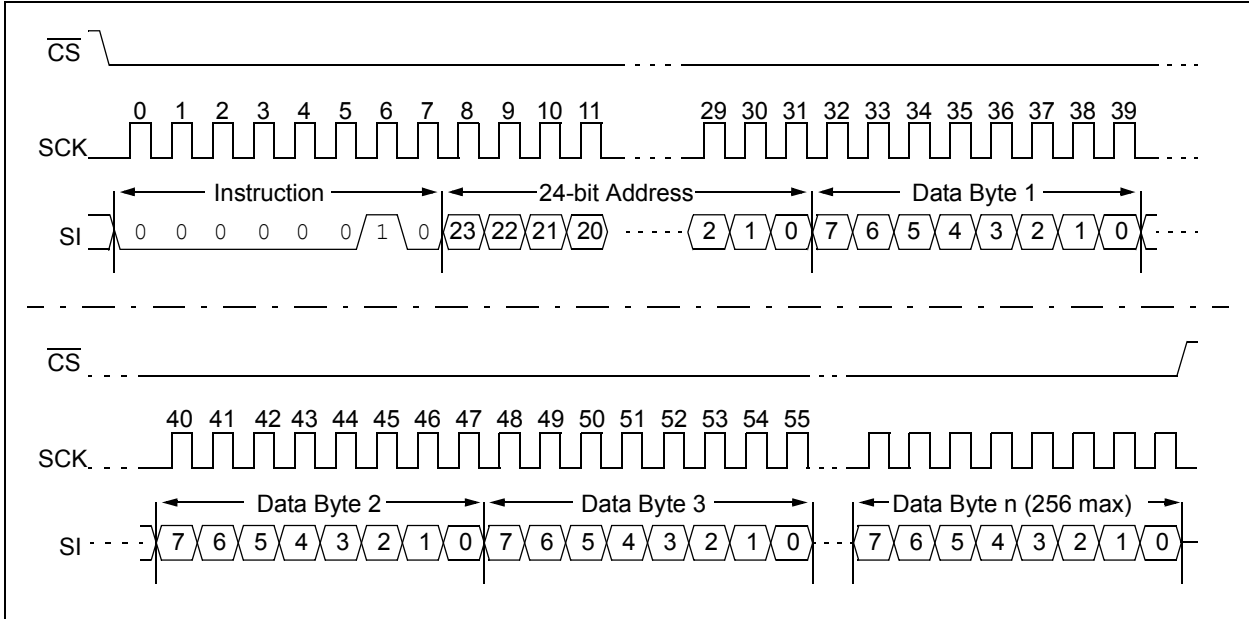 CS
0 1 2 3 4 5 6 7 8 9 10 11 29 30 31 32 33 34 35 36 37 38 39
SCK
Instruction 24-bit Address Data Byte 1
SI 0 0 0 0 0 0 1 0 23 22 21 20 2 1 0 7 6 5 4 3 2 1 0
CS
40 41 42 43 44 45 46 47 48 49 50 51 52 53 54 55
SCK
Data Byte 2 Data Byte 3 Data Byte n (256 max)
SI 7 6 5 4 3 2 1 0 7 6 5 4 3 2 1 0 7 6 5 4 3 2 1 0